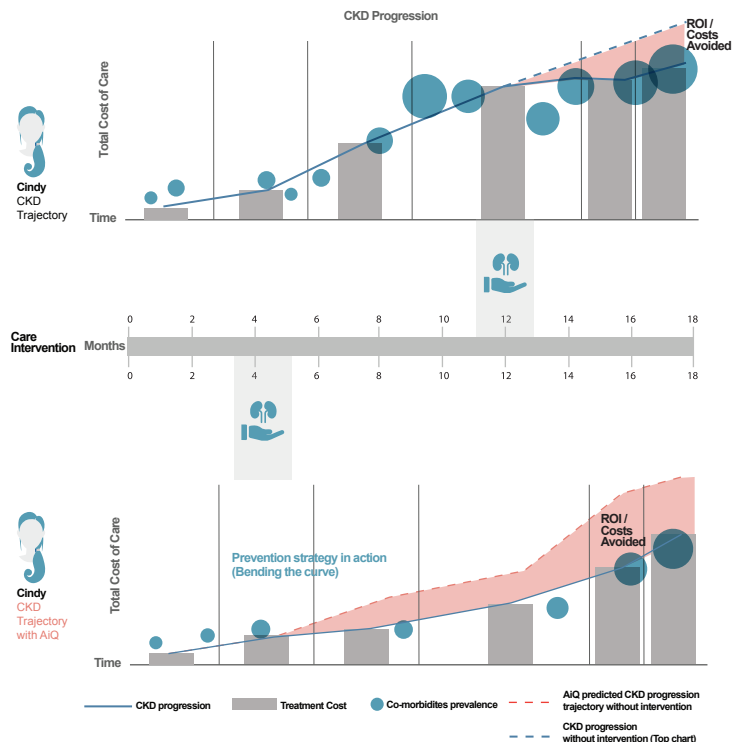 CKD Progression
ROI /
Costs
Avoided
Total Cost of Care
Cindy
CKD
Trajectory
Time
0 2 4 6 8 10 12 14 16 18
Care
Intervention
Months
0 2 4 6 8 10 12 14 16 18
Total Cost of Care
ROI /
Costs
Avoided
Prevention strategy in action
(Bending the curve)
Cindy
CKD
Trajectory
with AiQ
Time
CKD progression
Treatment Cost
Co-morbidites prevalence
AiQ predicted CKD progression
trajectory without intervention
CKD progression
without intervention (Top chart)